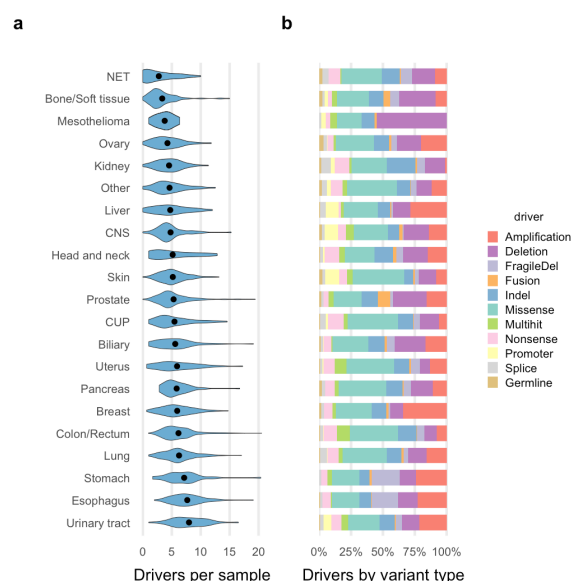 a
b
NET
Bone/Soft tissue
Mesothelioma
Ovary
Kidney
Other
Liver
CNS
Head and neck
Skin
Prostate
CUP
Biliary
Uterus
Pancreas
Breast
Colon/Rectum
Lung
Stomach
Esophagus
Urinary tract
0 5 10 15 20
Drivers per sample
0% 25% 50% 75% 100%
Drivers by variant type
driver
Amplification
Deletion
FragileDel
Fusion
Indel
Missense
Multihit
Nonsense
Promoter
Splice
Germline